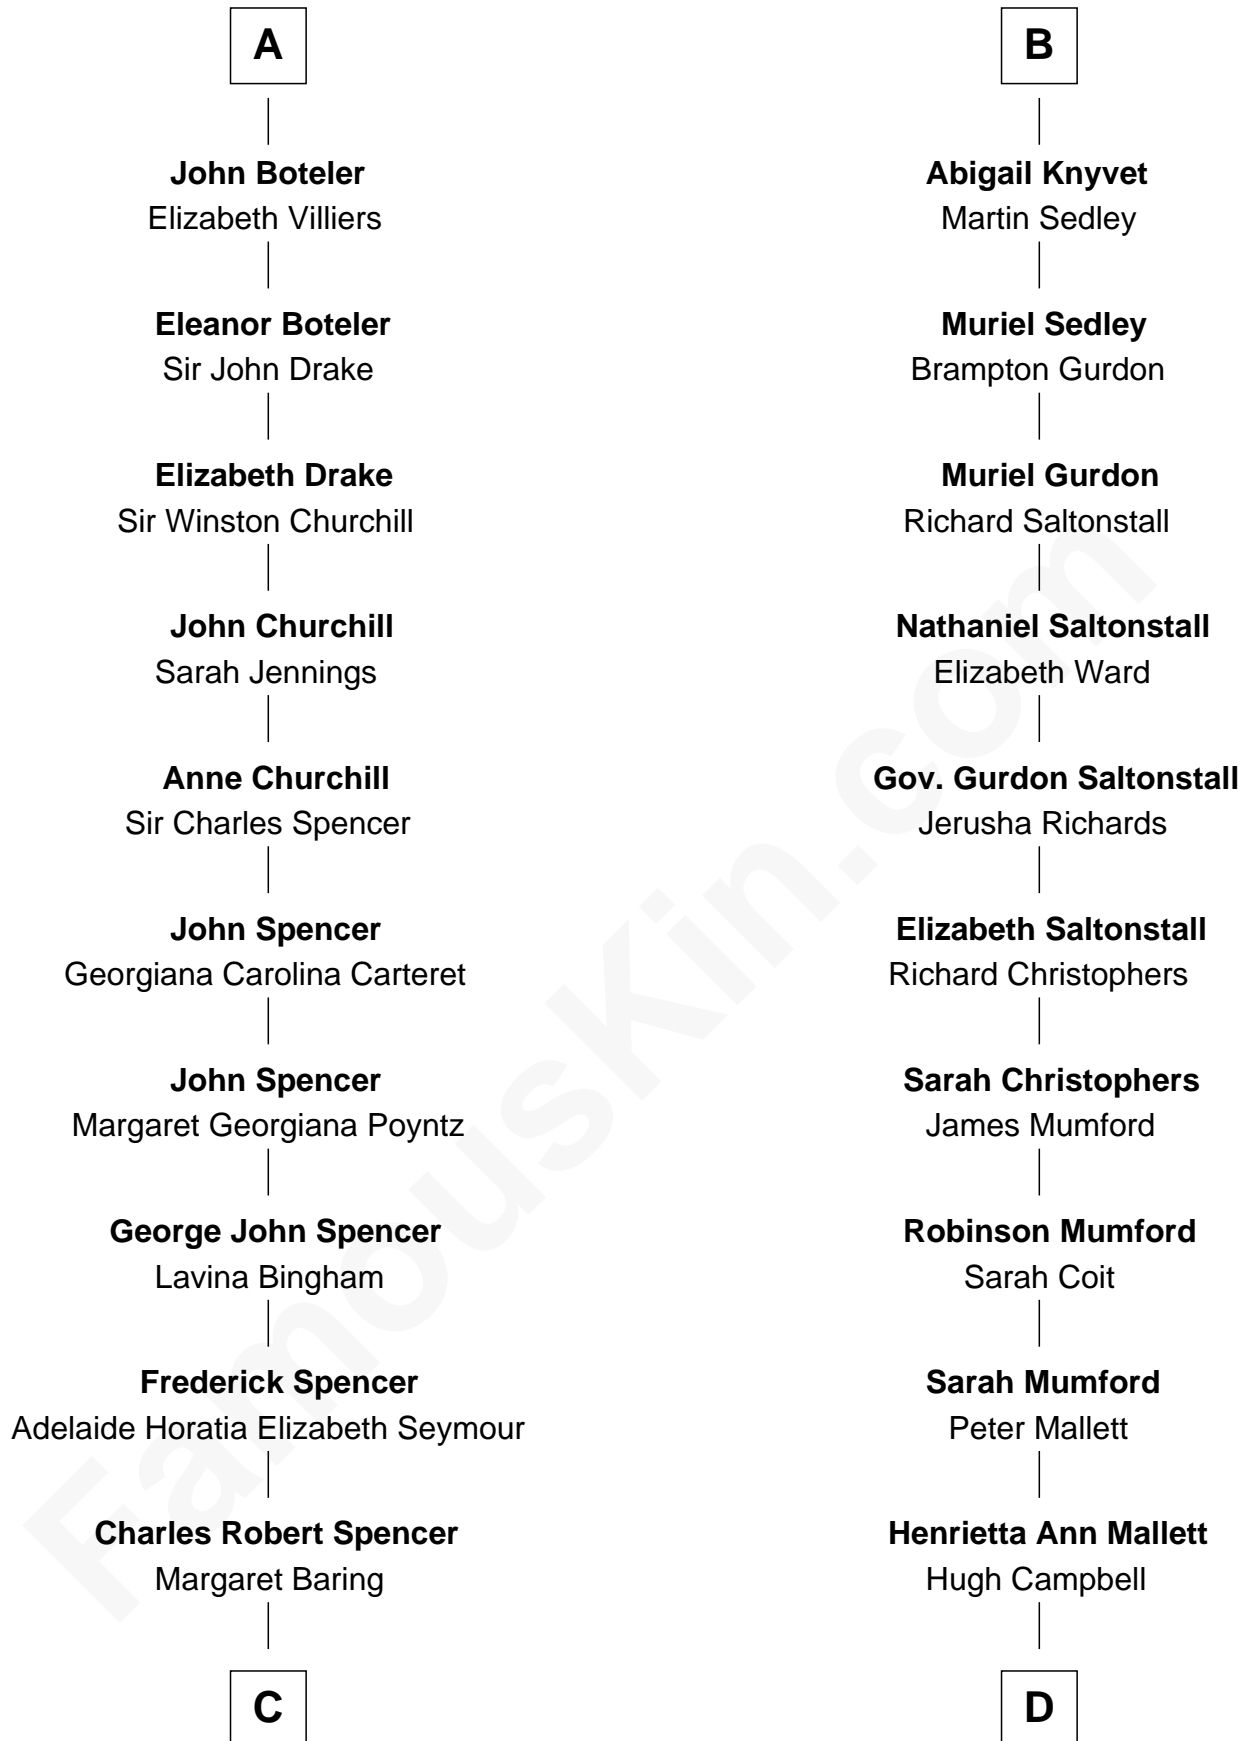 A
John Boteler
Elizabeth Villiers
Eleanor Boteler
Sir John Drake
Elizabeth Drake
Sir Winston Churchill
John Churchill
Sarah Jennings
Anne Churchill
Sir Charles Spencer
John Spencer
Georgiana Carolina Carteret
John Spencer
Margaret Georgiana Poyntz
George John Spencer
Lavina Bingham
Frederick Spencer
Adelaide Horatia Elizabeth Seymour
Charles Robert Spencer
Margaret Baring
C
B
Abigail Knyvet
Martin Sedley
Muriel Sedley
Brampton Gurdon
Muriel Gurdon
Richard Saltonstall
Nathaniel Saltonstall
Elizabeth Ward
Gov. Gurdon Saltonstall
Jerusha Richards
Elizabeth Saltonstall
Richard Christophers
Sarah Christophers
James Mumford
Robinson Mumford
Sarah Coit
Sarah Mumford
Peter Mallett
Henrietta Ann Mallett
Hugh Campbell
D
FamousKin.com